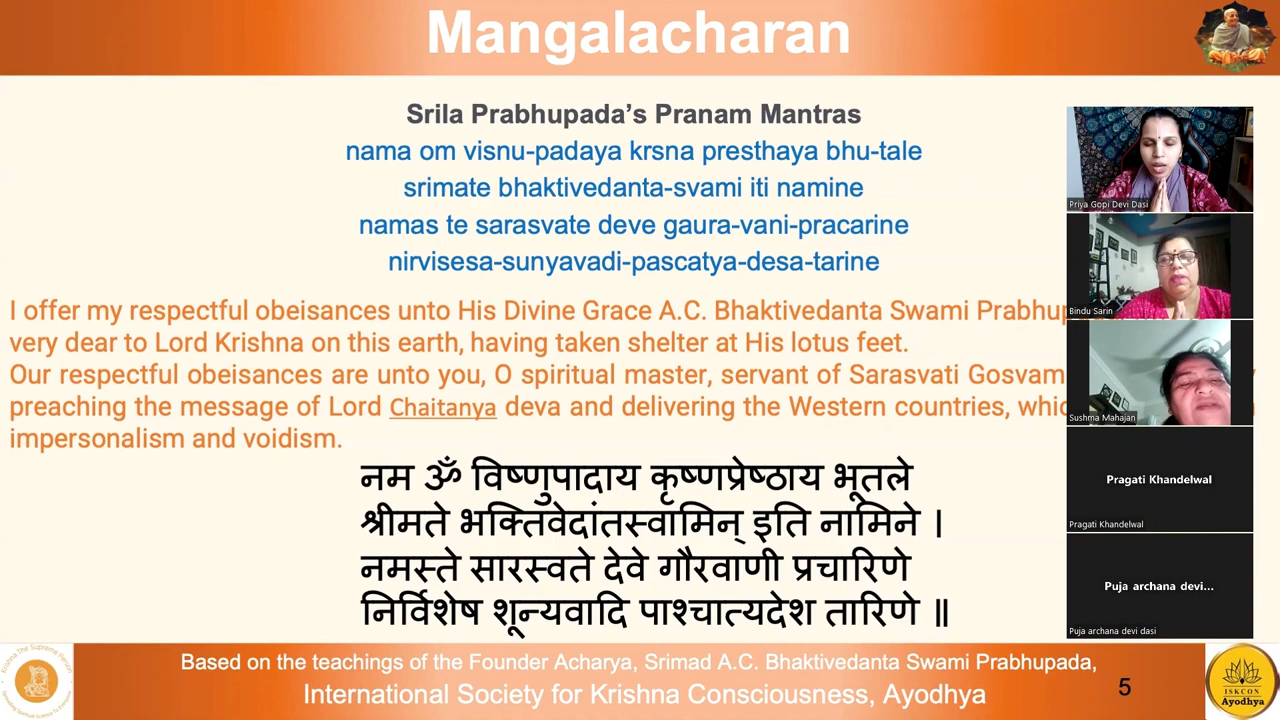 Mangalacharan
Srila Prabhupada’s Pranam Mantras
nama om visnu-padaya krsna presthaya bhu-tale
srimate bhaktivedanta-svami iti namine
namas te sarasvate deve gaura-vani-pracarine
nirvisesa-sunyavadi-pascatya-desa-tarine
I offer my respectful obeisances unto His Divine Grace A.C. Bhaktivedanta Swami
very dear to Lord Krishna on this earth, having taken shelter at His lotus feet.
Our respectful obeisances are unto you, O spiritual master, servant of Sarasvati
preaching the message of Lord Chaitanya deva and delivering the Western countries,
impersonalism and voidism.
नम ॐ विष्णुपादाय कृष्णप्रेष्ठाय भूतले
श्रीमते भक्तिवेदांतस्वामिन् इति नामिने ।
नमस्ते सारस्वते देवे गौरवाणी प्रचारिणे
निर्विशेष शून्यवादि पाश्चात्यदेश तारिणे ॥
Priya Gopi Devi Dasi
Bindu Sarin
Sushma Mahajan
Pragati Khandelwal
Pragati Khandelwal
Puja archana devi...
Puja archana devi dasi
Based on the teachings of the Founder Acharya, Srimad A.C. Bhaktivedanta Swami Prabhupada,
International Society for Krishna Consciousness, Ayodhya
5
ISKCON
Ayodhya